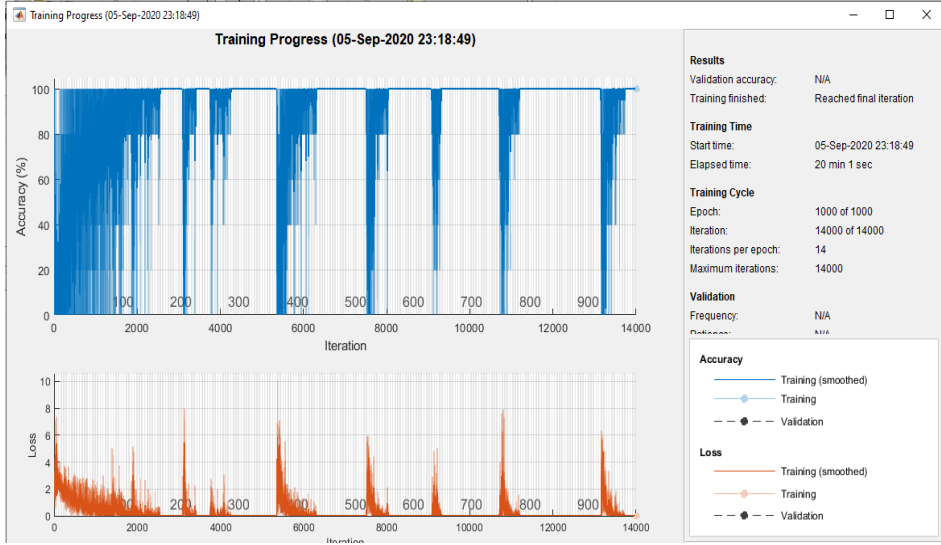 Training Progress (05-Sep-2020 23:18:49)
Training Progress (05-Sep-2020 23:18:49)
Accuracy (%)
100
80
60
40
20
0
100 200 300 400 500 600 700 800 900
0 2000 4000 6000 8000 10000 12000 14000
Iteration
Loss
10
8
6
4
2
0
200 300 400 500 600 700 800 900
0 2000 4000 6000 8000 10000 12000 14000
Iteration
Results
Validation accuracy: N/A
Training finished: Reached final iteration
Training Time
Start time: 05-Sep-2020 23:18:49
Elapsed time: 20 min 1 sec
Training Cycle
Epoch: 1000 of 1000
Iteration: 14000 of 14000
Iterations per epoch: 14
Maximum iterations: 14000
Validation
Frequency: N/A
Patience: N/A
Accuracy
Training (smoothed)
Training
Validation
Loss
Training (smoothed)
Training
Validation